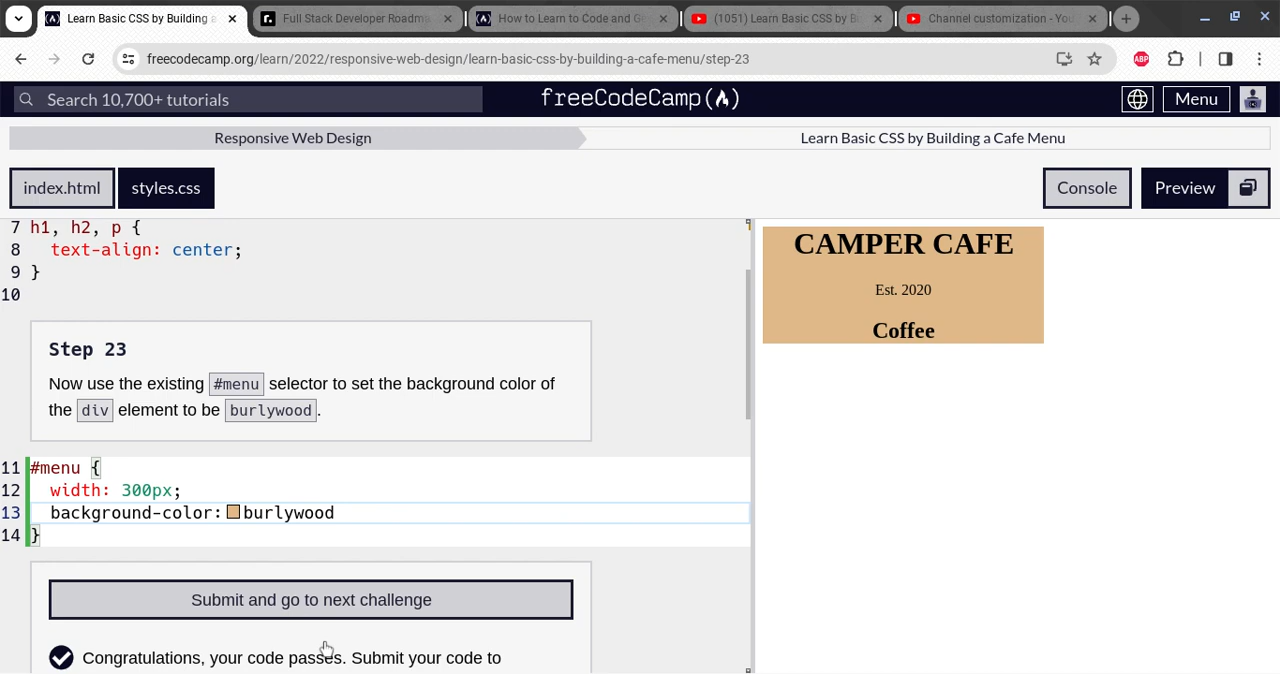 Learn Basic CSS by Building a
Full Stack Developer Roadma
How to Learn to Code and Ge
(1051) Learn Basic CSS by B
Channel customization - You
freecodecamp.org/learn/2022/responsive-web-design/learn-basic-css-by-building-a-cafe-menu/step-23
ABP
Search 10,700+ tutorials
freeCodeCamp
Menu
Responsive Web Design
Learn Basic CSS by Building a Cafe Menu
index.html
styles.css
Console
Preview
7 h1, h2, p {
8 text-align: center;
9 }
10
Step 23
Now use the existing #menu selector to set the background color of
the div element to be burlywood.
11 #menu {
12 width: 300px;
13 background-color: burlywood
14 }
Submit and go to next challenge
Congratulations, your code passes. Submit your code to
CAMPER CAFE
Est. 2020
Coffee